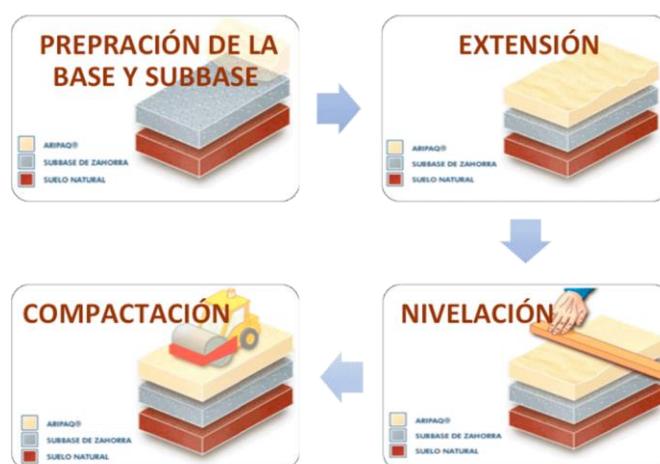 PREPRACIÓN DE LA
BASE Y SUBBASE
ARIPAQ®
SUBBASE DE ZAHORRA
SUELO NATURAL
EXTENSIÓN
ARIPAQ®
SUBBASE DE ZAHORRA
SUELO NATURAL
NIVELACIÓN
ARIPAQ®
SUBBASE DE ZAHORRA
SUELO NATURAL
COMPACTACIÓN
ARIPAQ®
SUBBASE DE ZAHORRA
SUELO NATURAL